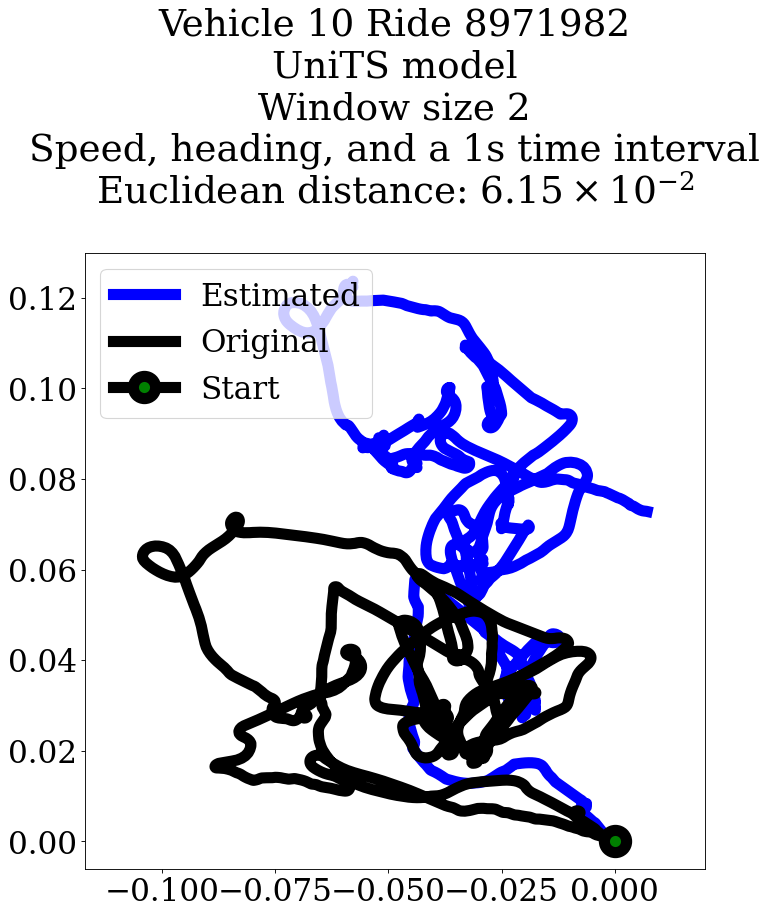 Vehicle 10 Ride 8971982
UniTS model
Window size 2
Speed, heading, and a 1s time interval
Euclidean distance: 6.15 × 10⁻²
Estimated
Original
Start
0.12
0.10
0.08
0.06
0.04
0.02
0.00
−0.100 −0.075 −0.050 −0.025 0.000